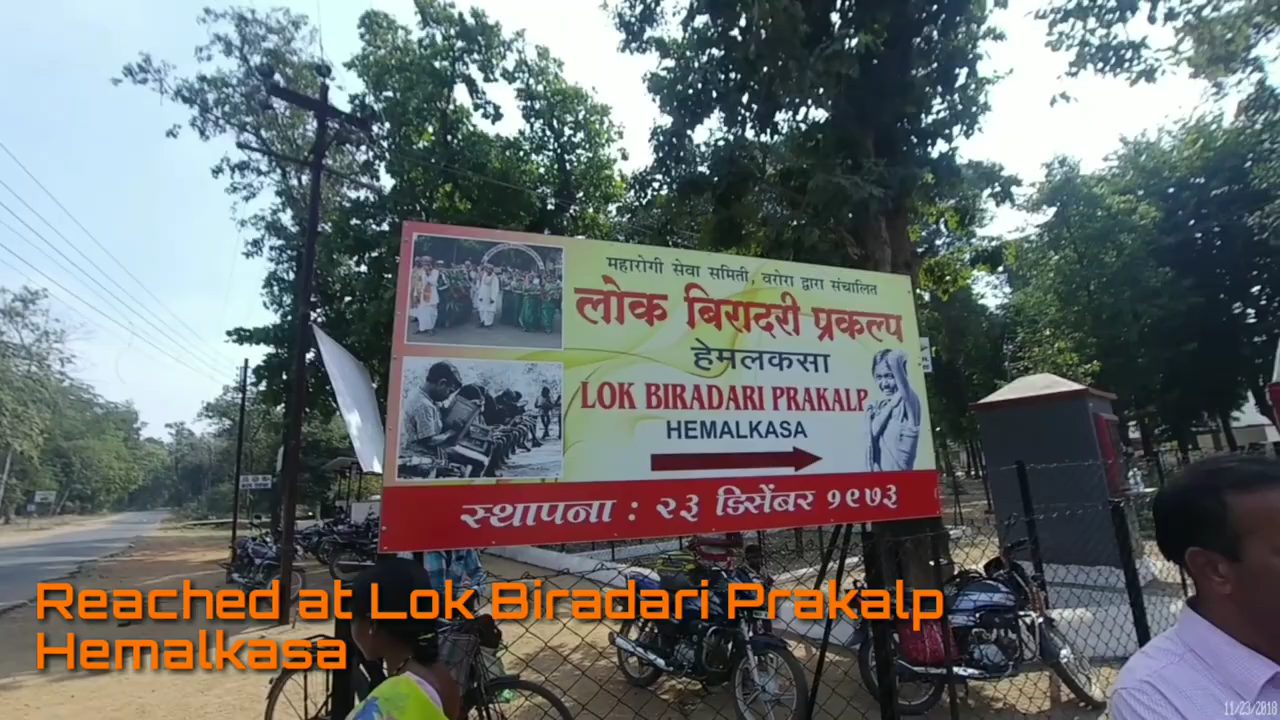 महारोगी सेवा समिती, वरोरा द्वारा संचालित
लोक बिरादरी प्रकल्प
हेमलकसा
LOK BIRADARI PRAKALP
HEMALKASA
स्थापना : २३ डिसेंबर १९७३
Reached at Lok Biradari Prakalp
Hemalkasa
11/23/2018